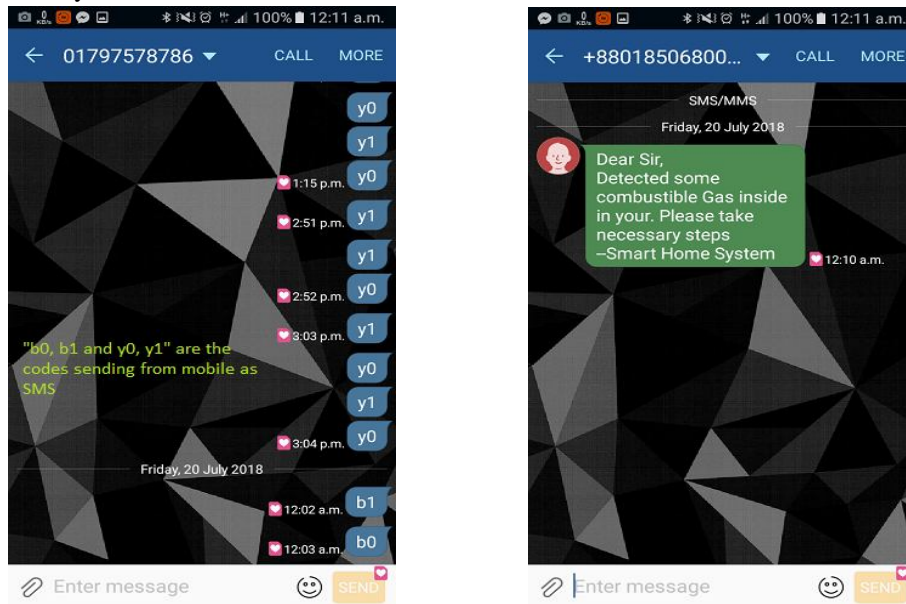 100% 12:11 a.m.
01797578786 CALL MORE
y0
y1
1:15 p.m. y0
2:51 p.m. y1
y1
2:52 p.m. y0
3:03 p.m. y1
"b0, b1 and y0, y1" are the
codes sending from mobile as
SMS
y0
y1
3:04 p.m. y0
Friday, 20 July 2018
12:02 a.m. b1
12:03 a.m. b0
Enter message SEND
100% 12:11 a.m.
+88018506800... CALL MORE
SMS/MMS
Friday, 20 July 2018
Dear Sir,
Detected some
combustible Gas inside
in your. Please take
necessary steps
–Smart Home System
12:10 a.m.
Enter message SEND